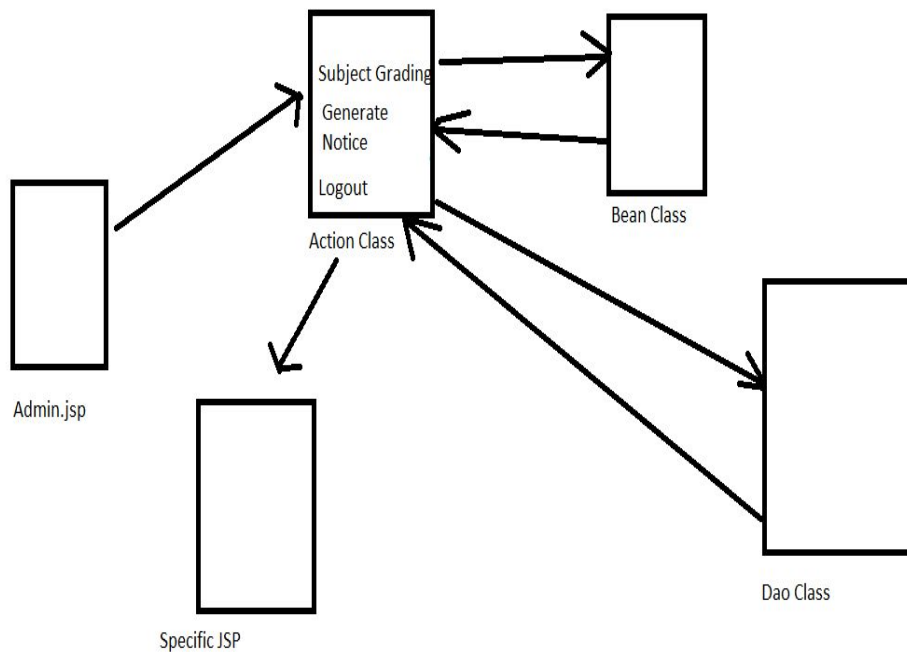 Subject Grading
Generate
Notice
Logout
Action Class
Bean Class
Admin.jsp
Dao Class
Specific JSP